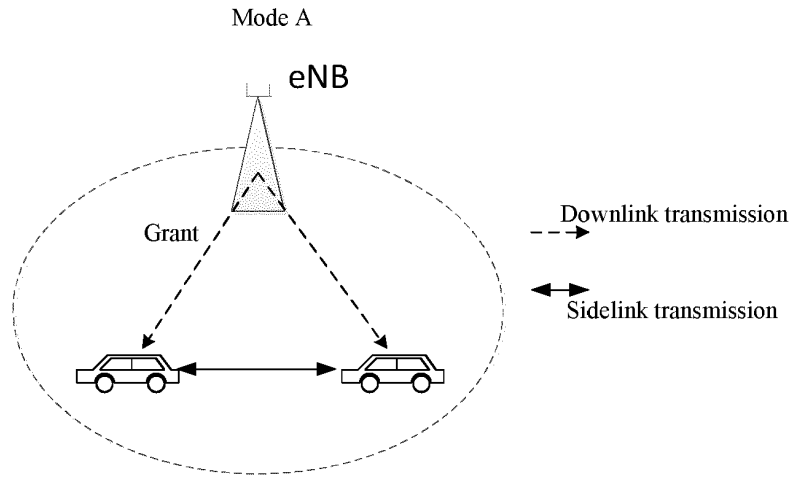 Mode A
eNB
Grant
Downlink transmission
Sidelink transmission